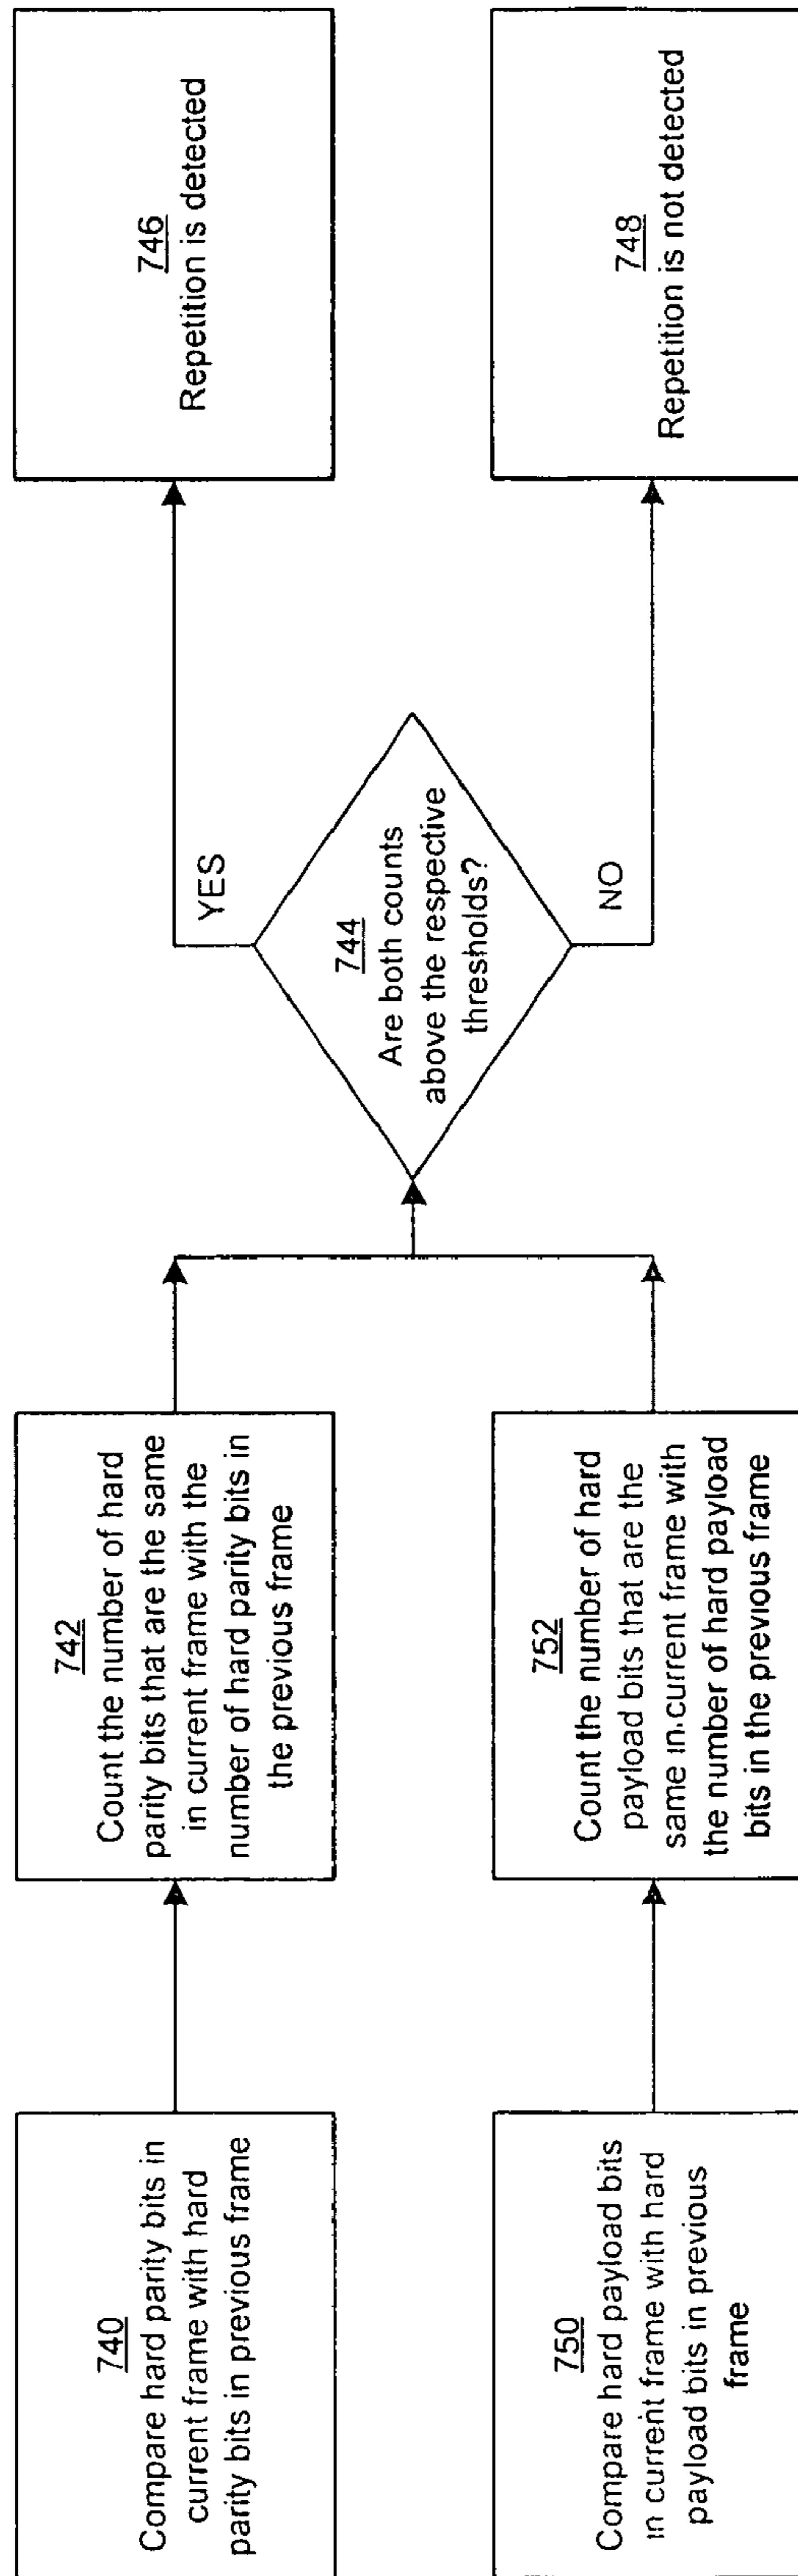 740
Compare hard parity bits in
current frame with hard
parity bits in previous frame
742
Count the number of hard
parity bits that are the same
in current frame with the
number of hard parity bits in
the previous frame
750
Compare hard payload bits
in current frame with hard
payload bits in previous
frame
752
Count the number of hard
payload bits that are the
same in current frame with
the number of hard payload
bits in the previous frame
744
Are both counts
above the respective
thresholds?
YES
NO
746
Repetition is detected
748
Repetition is not detected